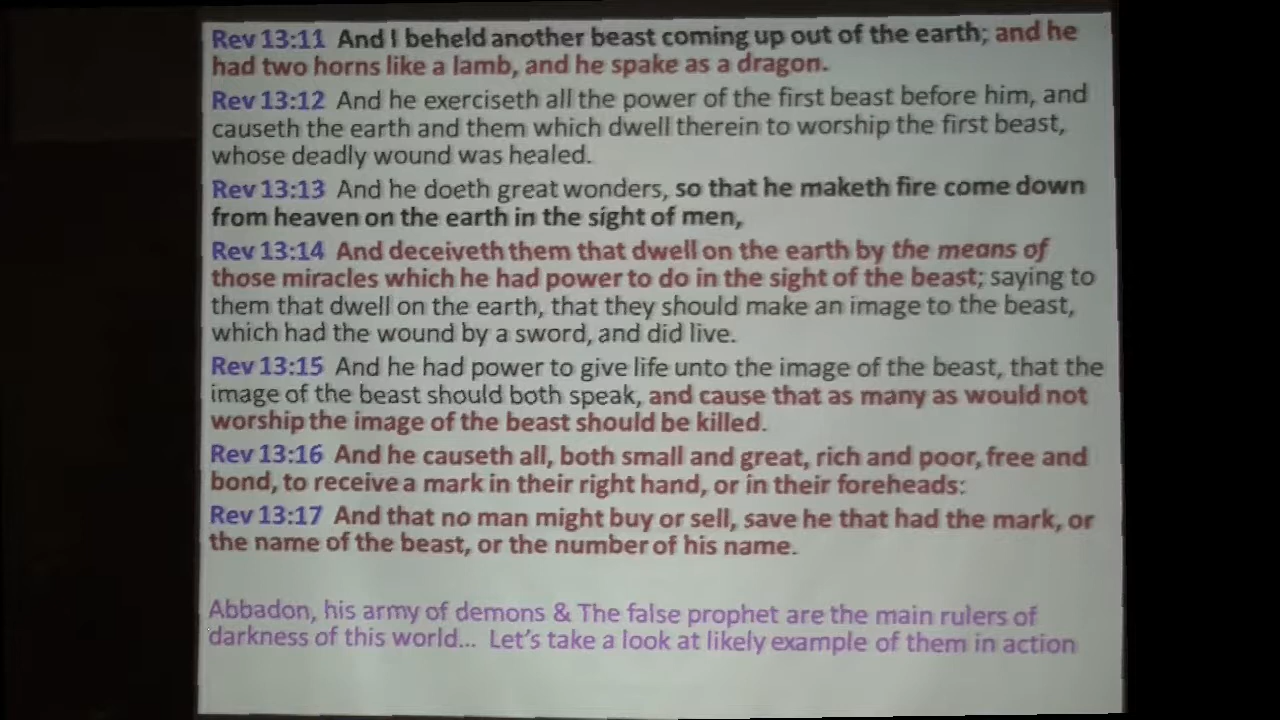 Rev 13:11 And I beheld another beast coming up out of the earth; and he
had two horns like a lamb, and he spake as a dragon.
Rev 13:12 And he exerciseth all the power of the first beast before him, and
causeth the earth and them which dwell therein to worship the first beast,
whose deadly wound was healed.
Rev 13:13 And he doeth great wonders, so that he maketh fire come down
from heaven on the earth in the sight of men,
Rev 13:14 And deceiveth them that dwell on the earth by the means of
those miracles which he had power to do in the sight of the beast; saying to
them that dwell on the earth, that they should make an image to the beast,
which had the wound by a sword, and did live.
Rev 13:15 And he had power to give life unto the image of the beast, that the
image of the beast should both speak, and cause that as many as would not
worship the image of the beast should be killed.
Rev 13:16 And he causeth all, both small and great, rich and poor, free and
bond, to receive a mark in their right hand, or in their foreheads:
Rev 13:17 And that no man might buy or sell, save he that had the mark, or
the name of the beast, or the number of his name.
Abbadon, his army of demons & The false prophet are the main rulers of
darkness of this world... Let's take a look at likely example of them in action